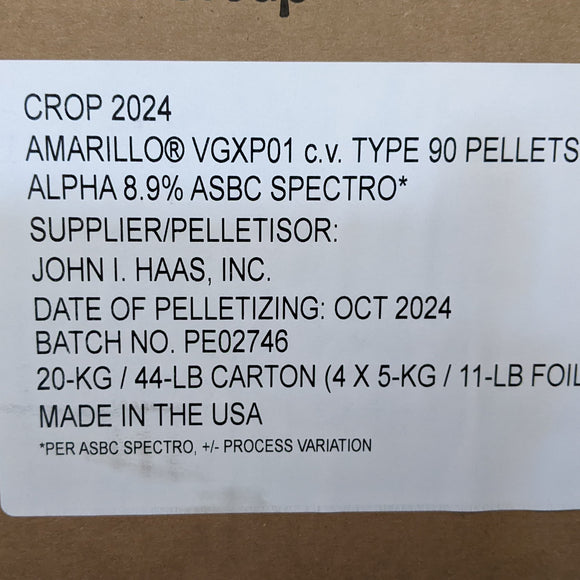 CROP 2024
AMARILLO® VGXP01 c.v. TYPE 90 PELLETS
ALPHA 8.9% ASBC SPECTRO*
SUPPLIER/PELLETISOR:
JOHN I. HAAS, INC.
DATE OF PELLETIZING: OCT 2024
BATCH NO. PE02746
20-KG / 44-LB CARTON (4 X 5-KG / 11-LB FOIL
MADE IN THE USA
*PER ASBC SPECTRO, +/- PROCESS VARIATION